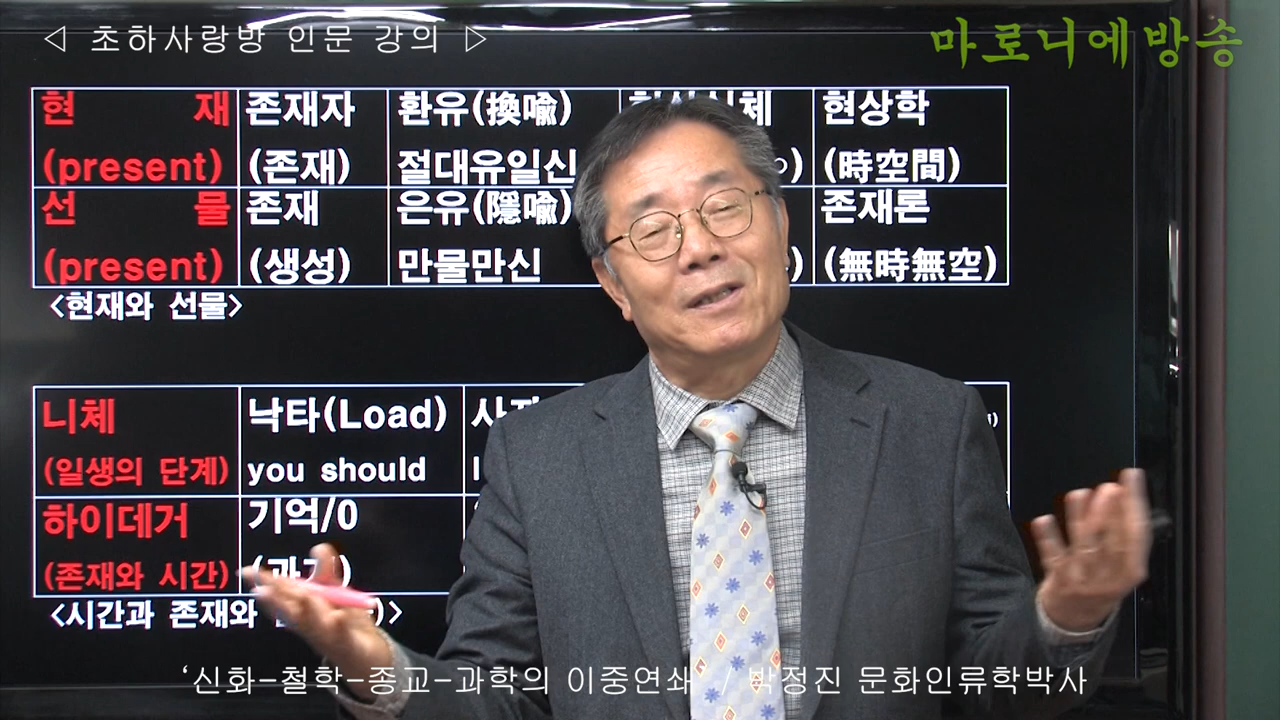 ◁ 초하사랑방 인문 강의 ▷
마로니에방송
현 재 존재자 환유(換喩) 현상학
(present) (존재) 절대유일신 (時空間)
선 물 존재 은유(隱喩) 존재론
(present) (생성) 만물만신 (無時無空)
<현재와 선물>
니체 낙타(Load)
(일생의 단계) you should
하이데거 기억/0
(존재와 시간)
<시간과 존재와
‘신화-철학-종교-과학의 이중연쇄’ / 박정진 문화인류학박사